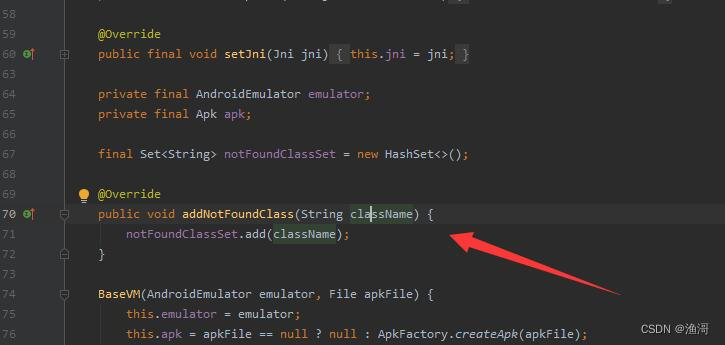 58
59 @Override
60 public final void setJni(Jni jni) { this.jni = jni; }
63
64 private final AndroidEmulator emulator;
65 private final Apk apk;
66
67 final Set<String> notFoundClassSet = new HashSet<>();
68
69 @Override
70 public void addNotFoundClass(String className) {
71 notFoundClassSet.add(className);
72 }
73
74 BaseVM(AndroidEmulator emulator, File apkFile) {
75 this.emulator = emulator;
76 this.apk = apkFile == null ? null : ApkFactory.createApk(apkFile);
CSDN @渔哥